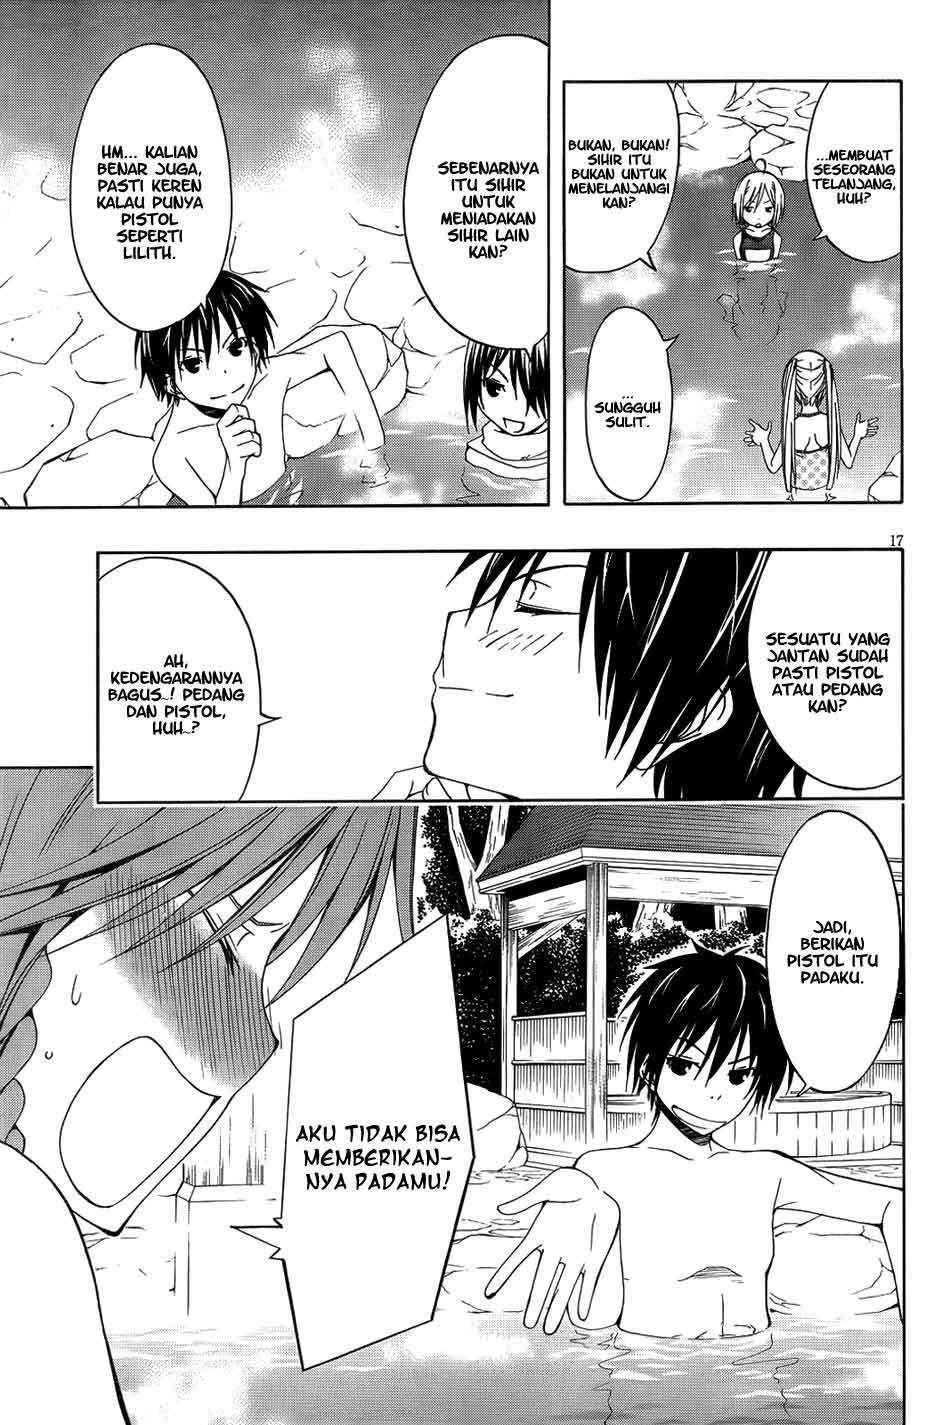 ...MEMBUAT
SESEORANG
TELANJANG,
HUH?
BUKAN, BUKAN!
SIHIR ITU
BUKAN UNTUK
MENELANJANGI
KAN?
...
SUNGGUH
SULIT.
SEBENARNYA
ITU SIHIR
UNTUK
MENIADAKAN
SIHIR LAIN
KAN?
HM... KALIAN
BENAR JUGA,
PASTI KEREN
KALAU PUNYA
PISTOL
SEPERTI
LILITH.
17
SESUATU YANG
JANTAN SUDAH
PASTI PISTOL
ATAU PEDANG
KAN?
AH,
KEDENGARANNYA
BAGUS~! PEDANG
DAN PISTOL,
HUH~?
JADI,
BERIKAN
PISTOL ITU
PADAKU.
AKU TIDAK BISA
MEMBERIKAN-
NYA PADAMU!